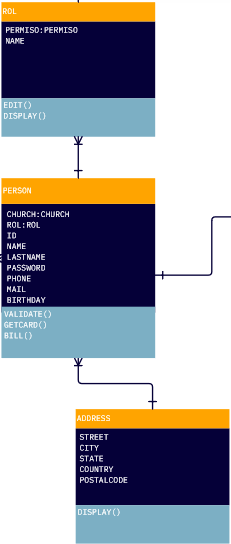 ROL
PERMISO:PERMISO
NAME
EDIT()
DISPLAY()
PERSON
CHURCH:CHURCH
ROL:ROL
ID
NAME
LASTNAME
PASSWORD
PHONE
MAIL
BIRTHDAY
VALIDATE()
GETCARD()
BILL()
ADDRESS
STREET
CITY
STATE
COUNTRY
POSTALCODE
DISPLAY()